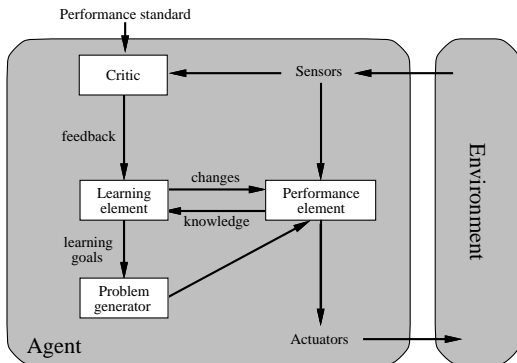 Performance standard
Critic
Sensors
feedback
Learning
element
changes
knowledge
Performance
element
learning
goals
Problem
generator
Agent
Actuators
Environment